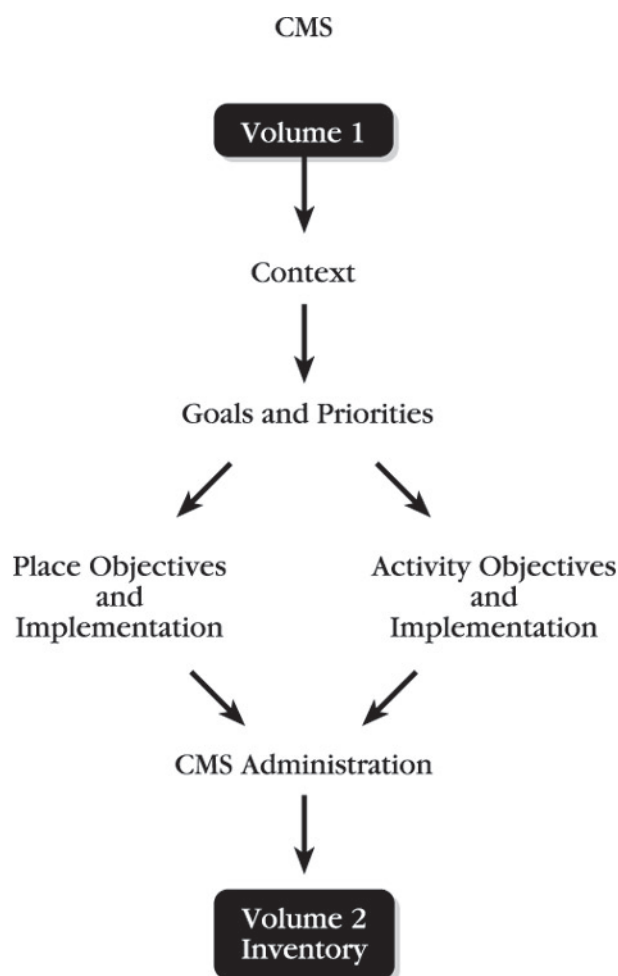 CMS
Volume 1
Context
Goals and Priorities
Place Objectives
and
Implementation
Activity Objectives
and
Implementation
CMS Administration
Volume 2
Inventory